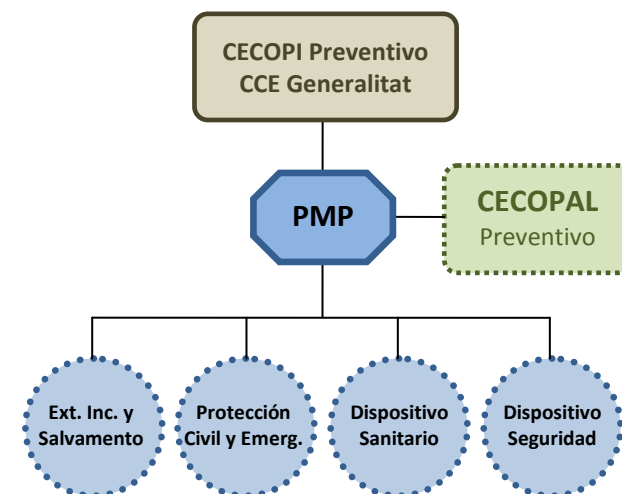 CECOPI Preventivo
CCE Generalitat
PMP
CECOPAL
Preventivo
Ext. Inc. y
Salvamento
Protección
Civil y Emerg.
Dispositivo
Sanitario
Dispositivo
Seguridad